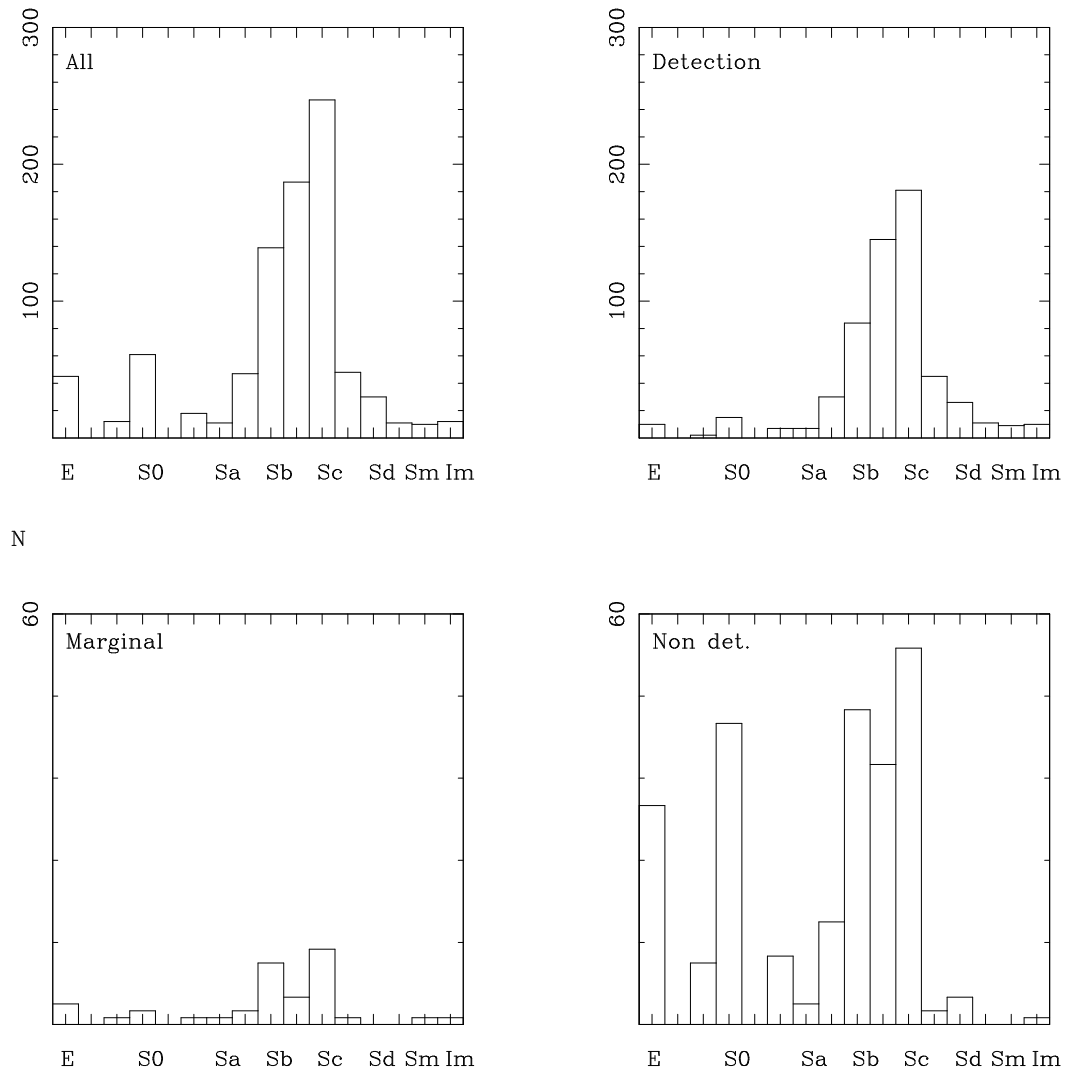 300
200
100
All
E S0 Sa Sb Sc Sd Sm Im
300
200
100
Detection
E S0 Sa Sb Sc Sd Sm Im
N
60
Marginal
E S0 Sa Sb Sc Sd Sm Im
60
Non det.
E S0 Sa Sb Sc Sd Sm Im